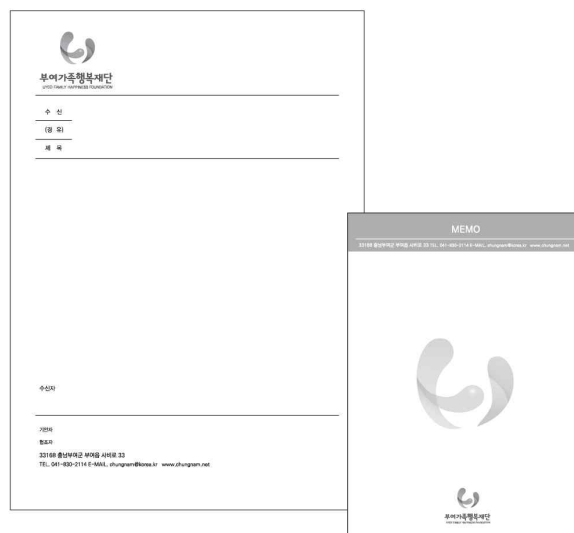 부여가족행복재단
수 신
(경 유)
제 목
수신자
기안자
협조자
33168 충남부여군 부여읍 사비로 33
TEL. 041-830-2114 E-MAIL. chungnam@korea.kr www.chungnam.net
MEMO
33168 충남부여군 부여읍 사비로 33 TEL. 041-830-2114 E-MAIL. chungnam@korea.kr www.chungnam.net
부여가족행복재단